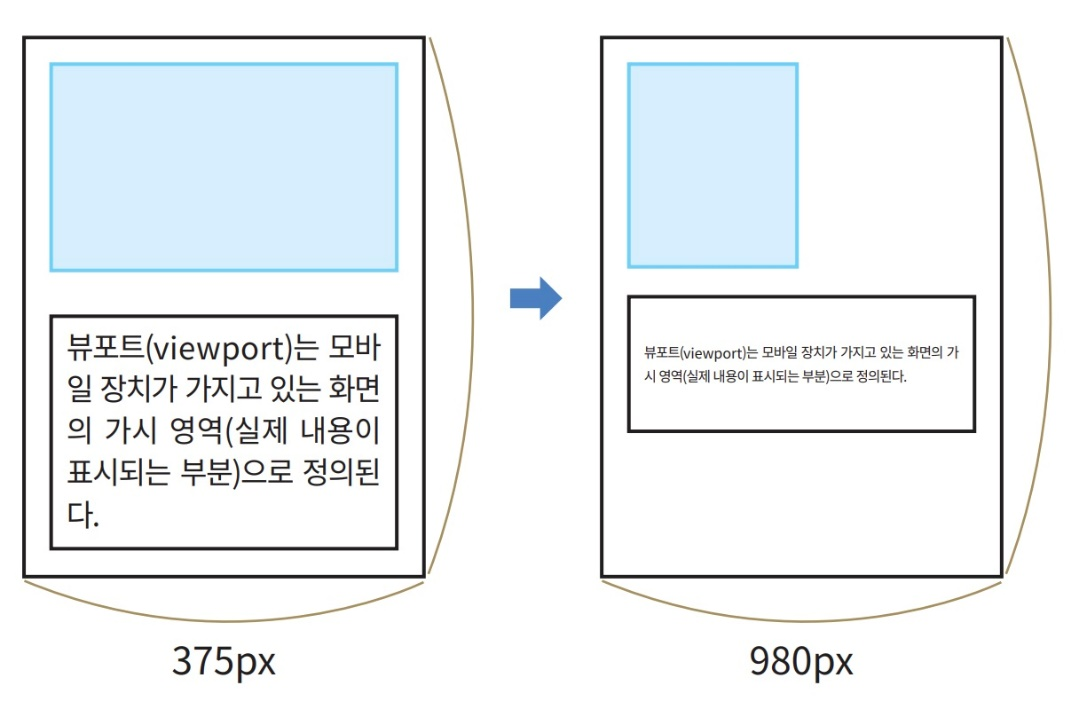 뷰포트(viewport)는 모바
일 장치가 가지고 있는 화면
의 가시 영역(실제 내용이
표시되는 부분)으로 정의된
다.
375px
뷰포트(viewport)는 모바일 장치가 가지고 있는 화면의 가
시 영역(실제 내용이 표시되는 부분)으로 정의된다.
980px